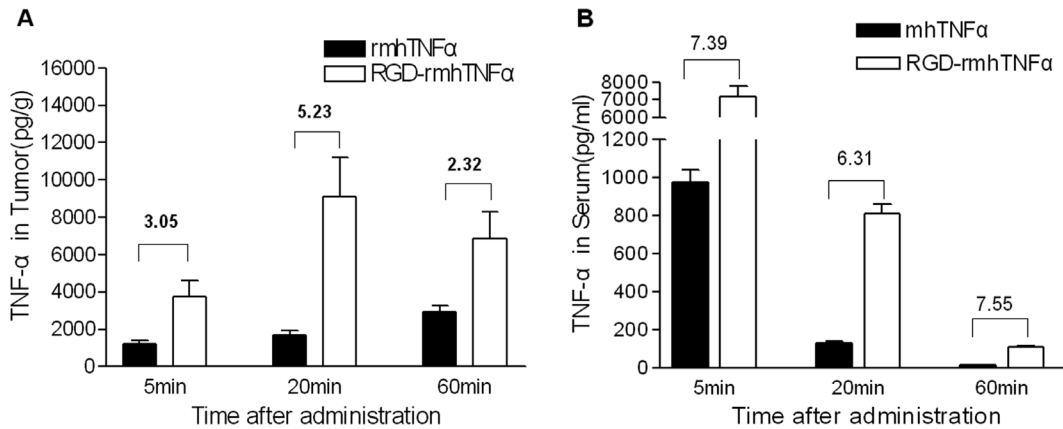 A
rmhTNFα
RGD-rmhTNFα
TNF-α in Tumor(pg/g)
16000
14000
12000
10000
8000
6000
4000
2000
0
3.05
5.23
2.32
5min
20min
60min
Time after administration
B
mhTNFα
RGD-rmhTNFα
TNF-α in Serum(pg/ml)
8000
7000
6000
1200
1000
800
600
400
200
0
7.39
6.31
7.55
5min
20min
60min
Time after administration